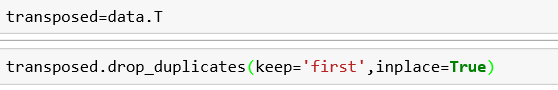 transposed=data.T
transposed.drop_duplicates(keep='first',inplace=True)